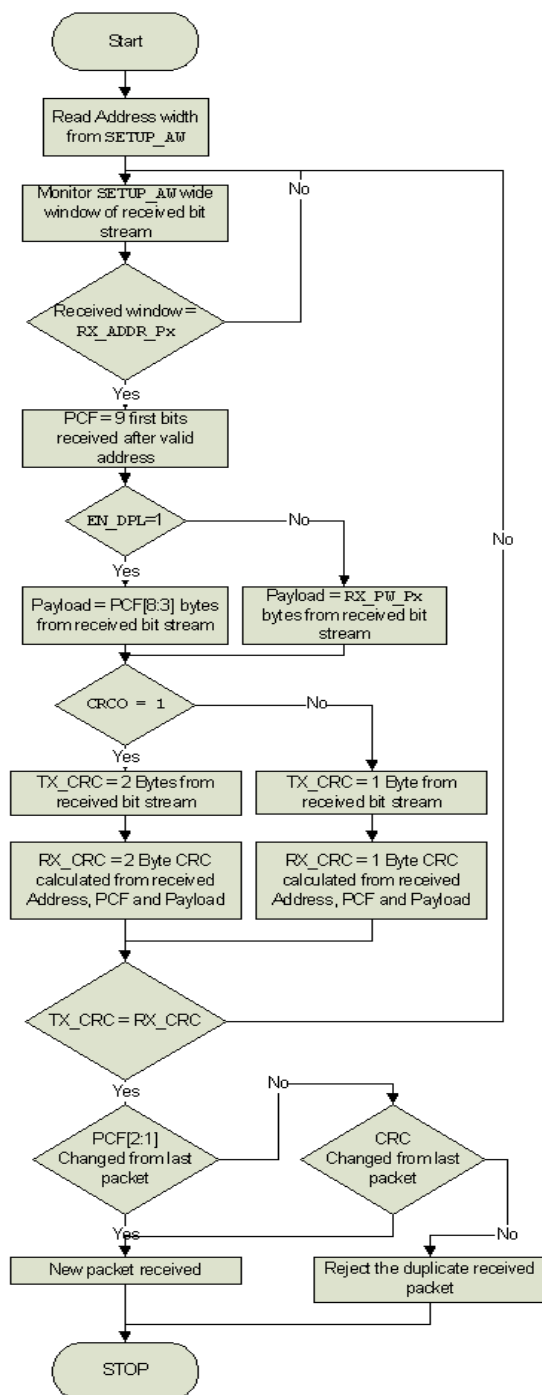 Start
Read Address width
from SETUP_AW
No
Monitor SETUP_AW wide
window of received bit
stream
Received window =
RX_ADDR_Px
Yes
PCF = 9 first bits
received after valid
address
EN_DPL=1
No
No
Yes
Payload = PCF[8:3] bytes
from received bit stream
Payload = RX_PW_Px
bytes from received bit
stream
CRCO = 1
No
Yes
TX_CRC = 2 Bytes from
received bit stream
TX_CRC = 1 Byte from
received bit stream
RX_CRC = 2 Byte CRC
calculated from received
Address, PCF and Payload
RX_CRC = 1 Byte CRC
calculated from received
Address, PCF and Payload
TX_CRC = RX_CRC
Yes
No
PCF[2:1]
Changed from last
packet
CRC
Changed from last
packet
Yes
No
New packet received
Reject the duplicate received
packet
STOP